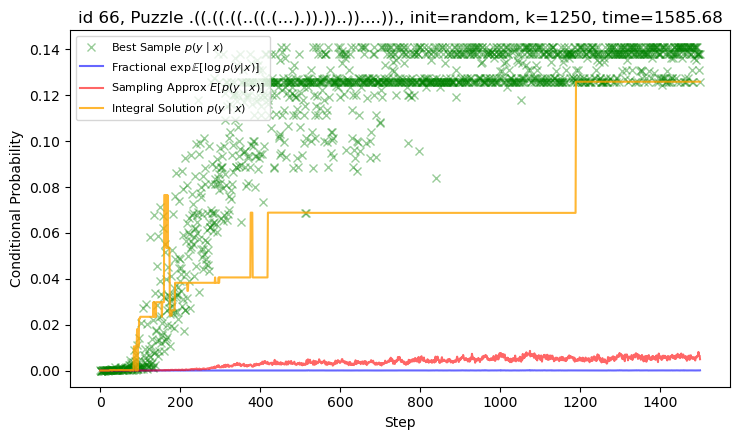 id 66, Puzzle .((.((.((..((.(...).)).))..))....))., init=random, k=1250, time=1585.68
Best Sample p(y | x)
Fractional exp𝔼[log p(y|x)]
Sampling Approx E[p(y | x)]
Integral Solution p(y | x)
Conditional Probability
0.14
0.12
0.10
0.08
0.06
0.04
0.02
0.00
0 200 400 600 800 1000 1200 1400
Step